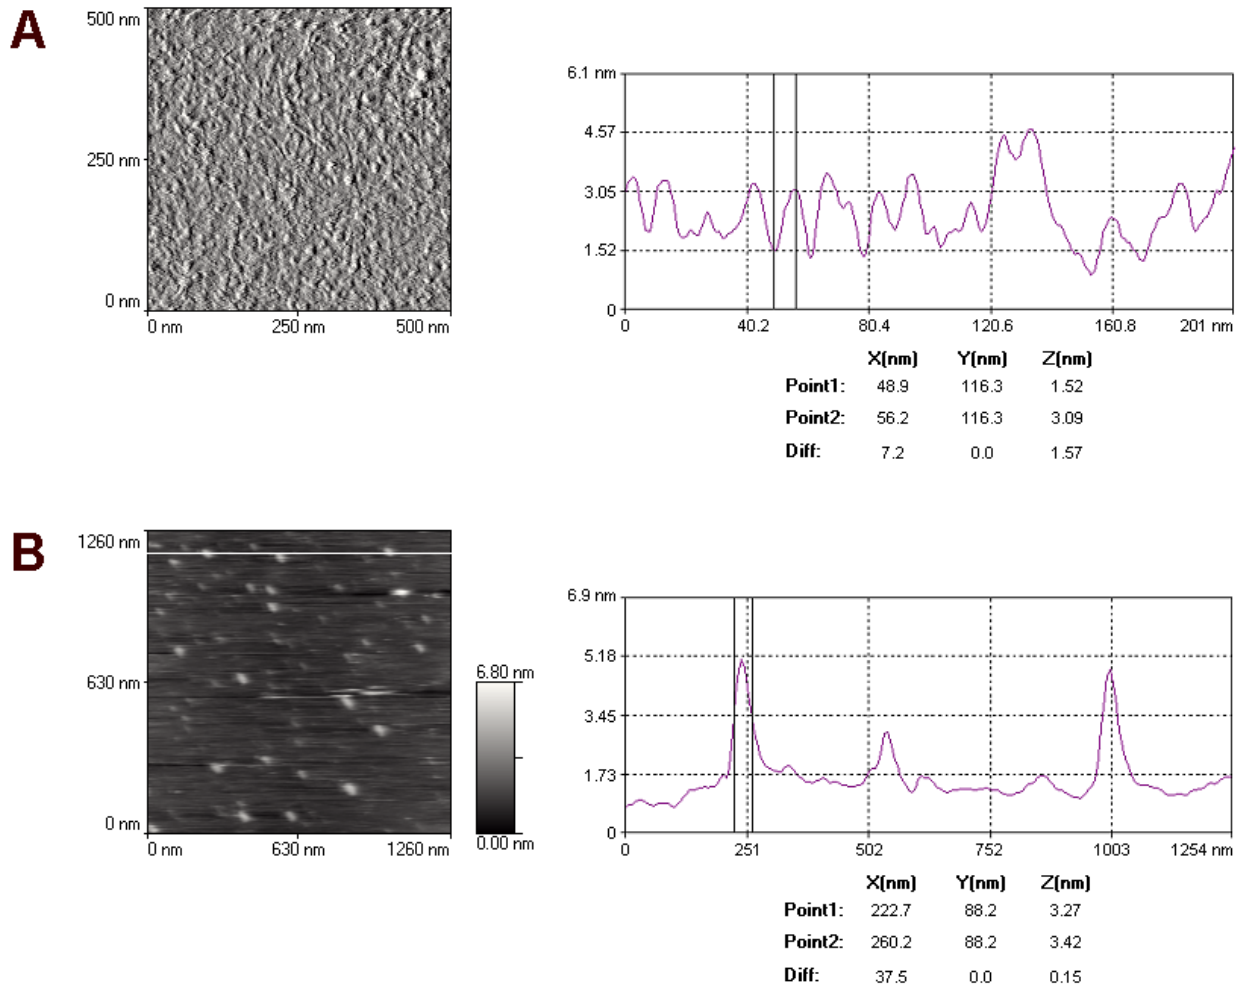 A
500 nm
250 nm
0 nm
0 nm 250 nm 500 nm
6.1 nm
4.57
3.05
1.52
0
0 40.2 80.4 120.6 160.8 201 nm
X(nm) Y(nm) Z(nm)
Point1: 48.9 116.3 1.52
Point2: 56.2 116.3 3.09
Diff: 7.2 0.0 1.57
B
1260 nm
630 nm
0 nm
0 nm 630 nm 1260 nm
6.80 nm
0.00 nm
6.9 nm
5.18
3.45
1.73
0
0 251 502 752 1003 1254 nm
X(nm) Y(nm) Z(nm)
Point1: 222.7 88.2 3.27
Point2: 260.2 88.2 3.42
Diff: 37.5 0.0 0.15